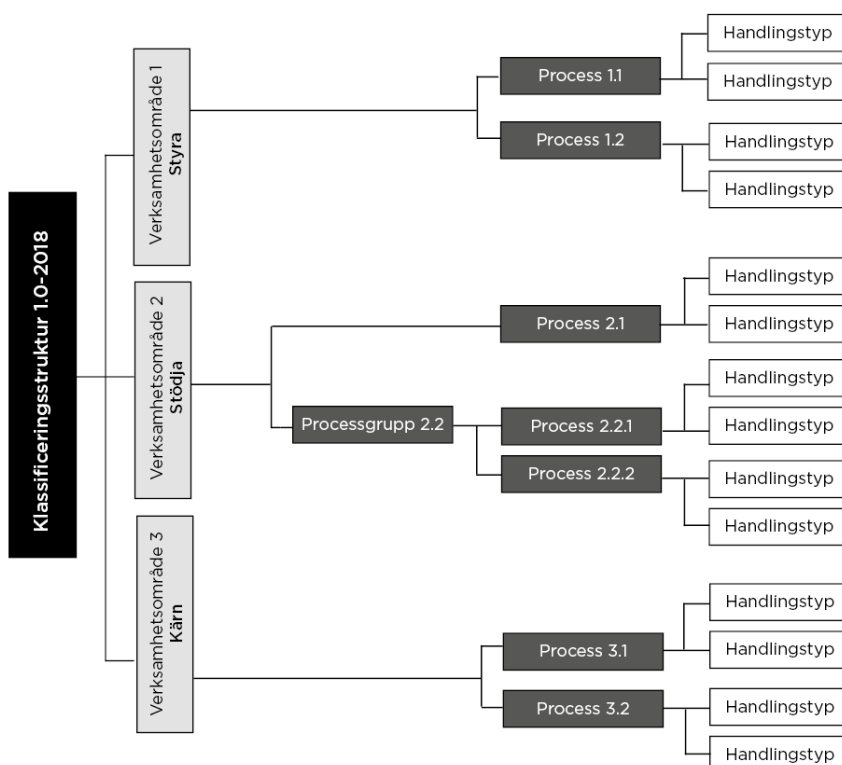 Klassificeringsstruktur 1.0-2018
Verksamhetsområde 1
Styra
Process 1.1
Handlingstyp
Handlingstyp
Process 1.2
Handlingstyp
Handlingstyp
Verksamhetsområde 2
Stödja
Process 2.1
Handlingstyp
Handlingstyp
Processgrupp 2.2
Process 2.2.1
Handlingstyp
Handlingstyp
Process 2.2.2
Handlingstyp
Handlingstyp
Verksamhetsområde 3
Kärn
Process 3.1
Handlingstyp
Handlingstyp
Process 3.2
Handlingstyp
Handlingstyp